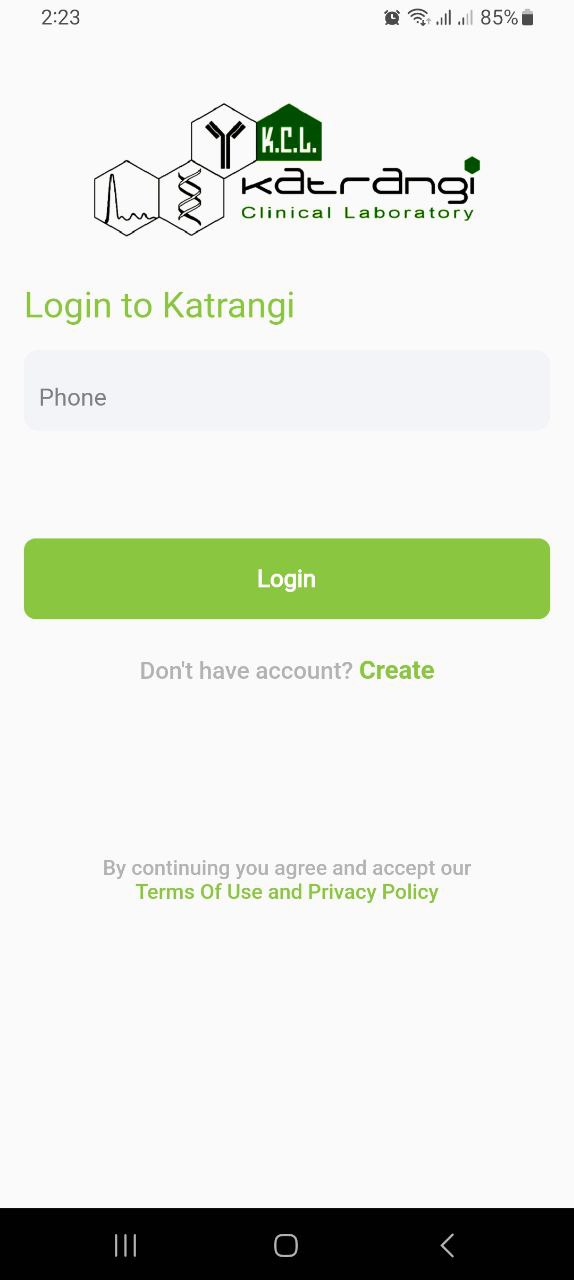 2:23
85%
K.C.L.
Katrangi
Clinical Laboratory
Login to Katrangi
Phone
Login
Don't have account? Create
By continuing you agree and accept our
Terms Of Use and Privacy Policy